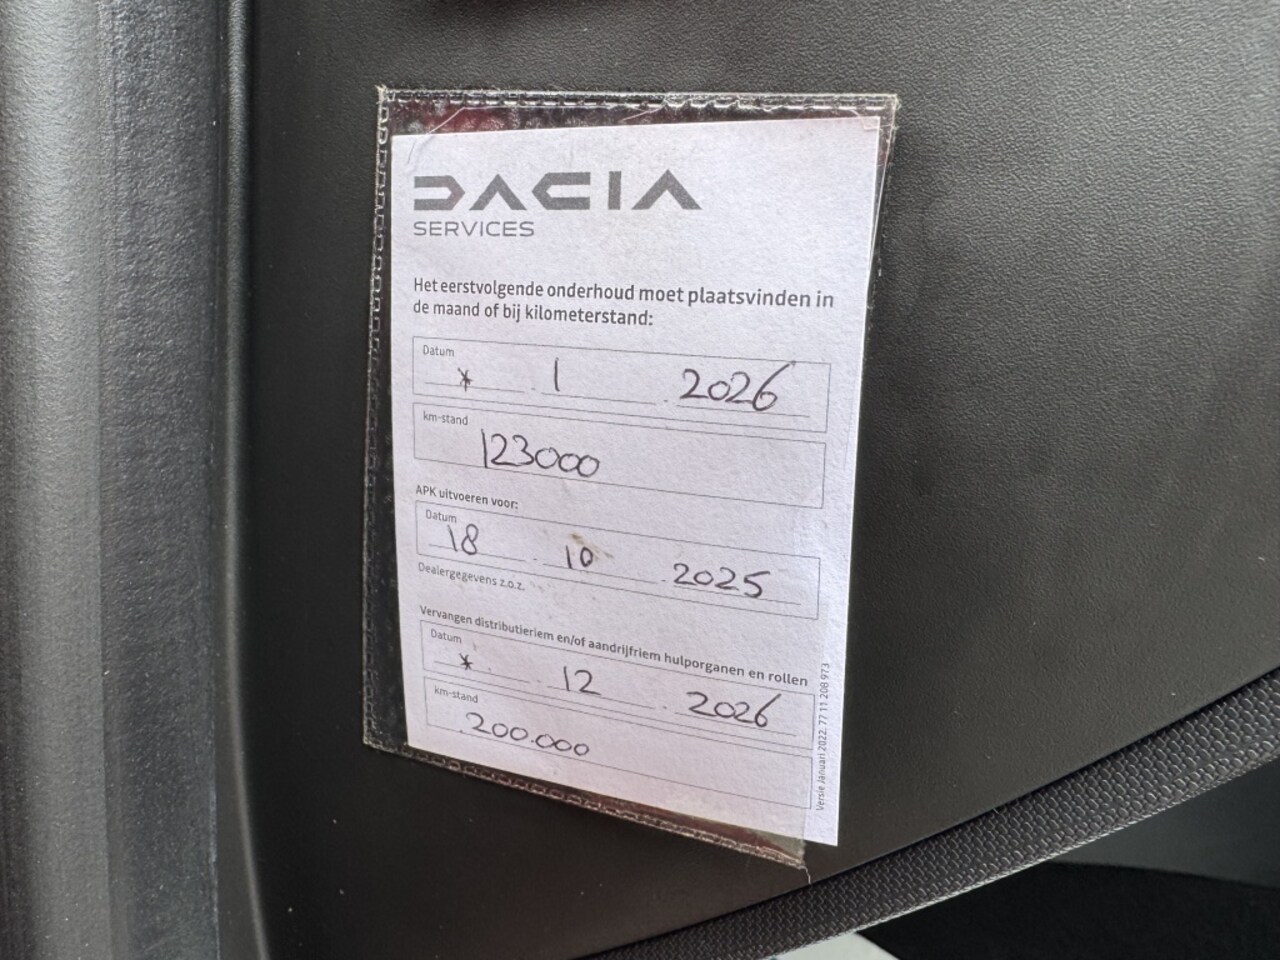 DACIA
SERVICES
Het eerstvolgende onderhoud moet plaatsvinden in
de maand of bij kilometerstand:
Datum
* . 1 . 2026
km-stand
123000
APK uitvoeren voor:
Datum
18 . 10 . 2025
Dealergegevens z.o.z.
Vervangen distributieriem en/of aandrijfriem hulporganen en rollen
Datum
* . 12 . 2026
km-stand
200.000
Versie Januari 2022. 77 11 208 973